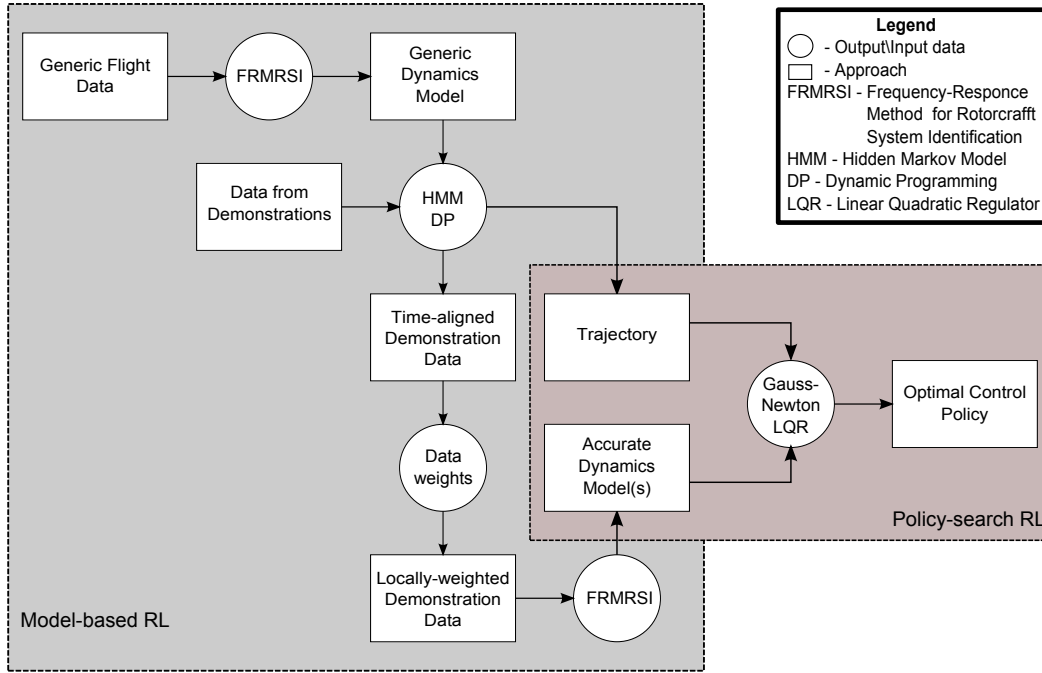 Generic Flight
Data
FRMRSI
Generic
Dynamics
Model
Data from
Demonstrations
HMM
DP
Time-aligned
Demonstration
Data
Data
weights
Locally-weighted
Demonstration
Data
FRMRSI
Model-based RL
Trajectory
Accurate
Dynamics
Model(s)
Gauss-
Newton
LQR
Optimal Control
Policy
Policy-search RL
Legend
- Output\Input data
- Approach
FRMRSI - Frequency-Responce
Method for Rotorcrafft
System Identification
HMM - Hidden Markov Model
DP - Dynamic Programming
LQR - Linear Quadratic Regulator